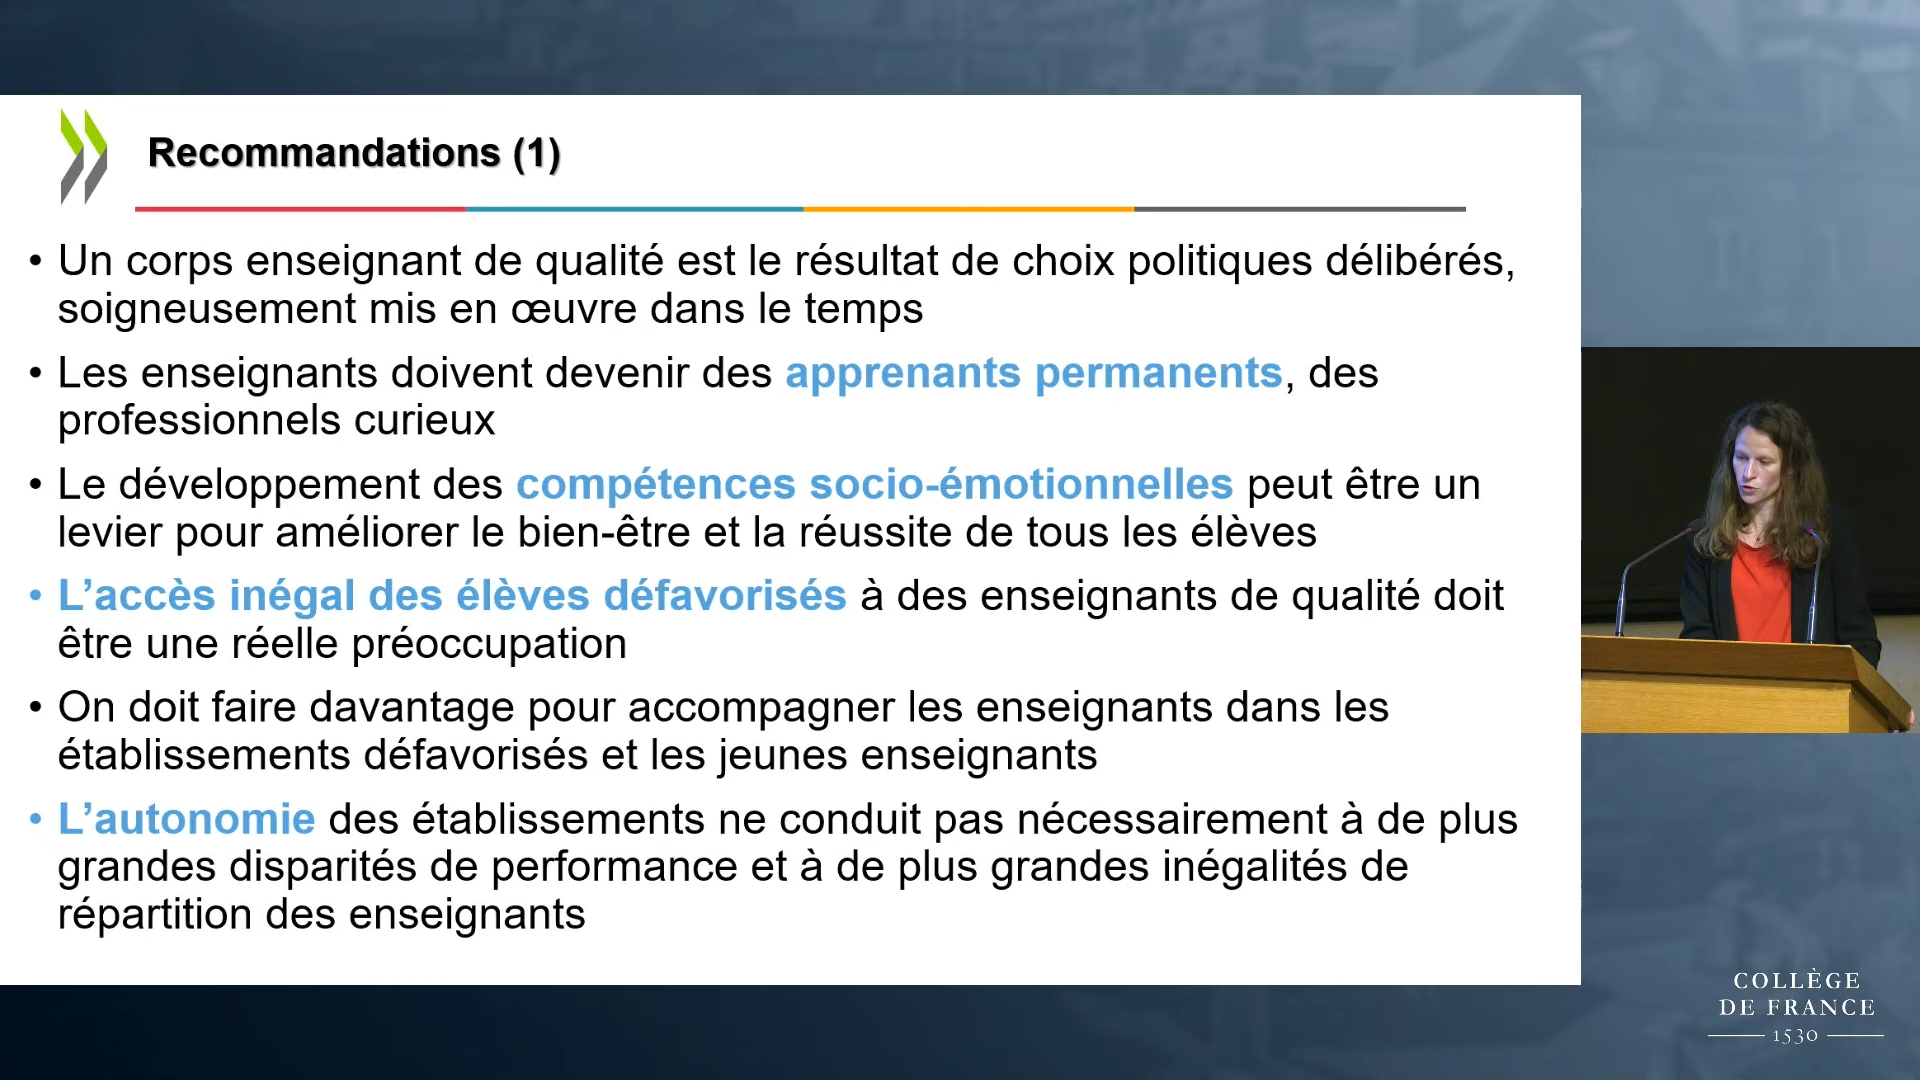 Recommandations (1)
• Un corps enseignant de qualité est le résultat de choix politiques délibérés,
soigneusement mis en œuvre dans le temps
• Les enseignants doivent devenir des apprenants permanents, des
professionnels curieux
• Le développement des compétences socio-émotionnelles peut être un
levier pour améliorer le bien-être et la réussite de tous les élèves
• L’accès inégal des élèves défavorisés à des enseignants de qualité doit
être une réelle préoccupation
• On doit faire davantage pour accompagner les enseignants dans les
établissements défavorisés et les jeunes enseignants
• L’autonomie des établissements ne conduit pas nécessairement à de plus
grandes disparités de performance et à de plus grandes inégalités de
répartition des enseignants
COLLÈGE
DE FRANCE
1530